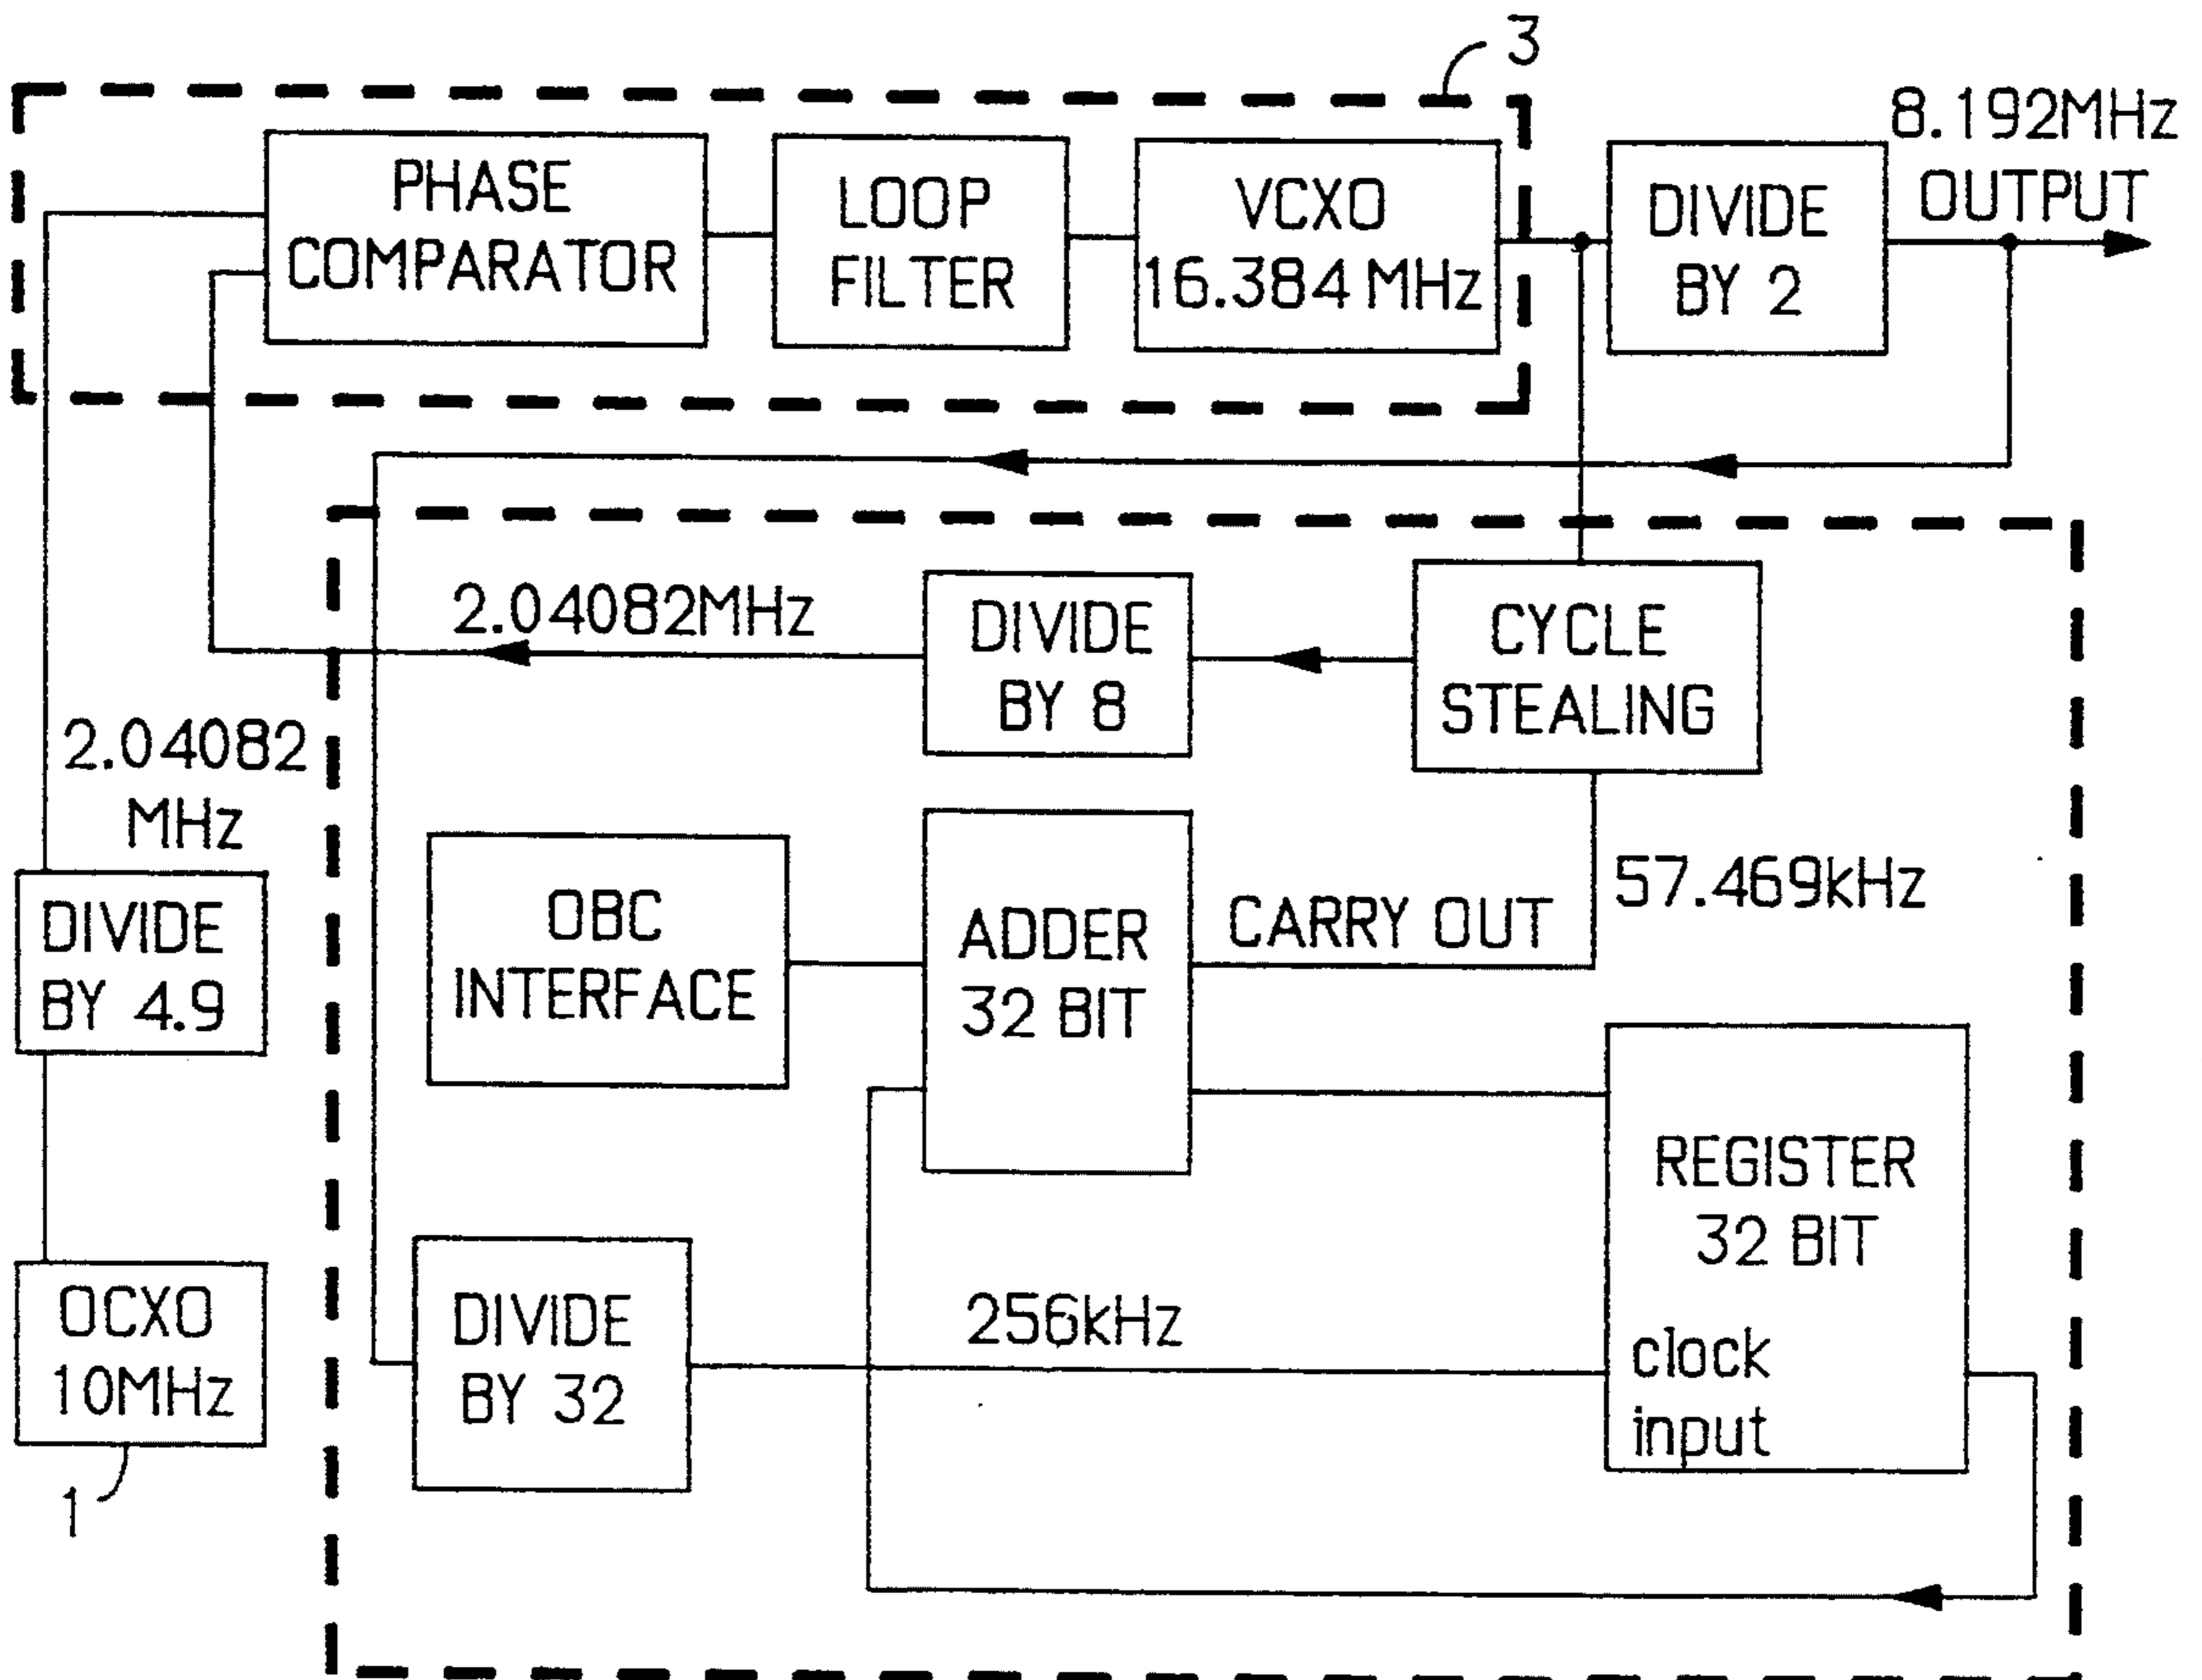 3
8.192MHz
OUTPUT
PHASE
COMPARATOR
LOOP
FILTER
VCXO
16.384 MHz
DIVIDE
BY 2
2.04082MHz
DIVIDE
BY 8
CYCLE
STEALING
2.04082
MHz
57.469kHz
DIVIDE
BY 4.9
OBC
INTERFACE
ADDER
32 BIT
CARRY OUT
REGISTER
32 BIT
clock
input
OCXO
10MHz
1
DIVIDE
BY 32
256kHz